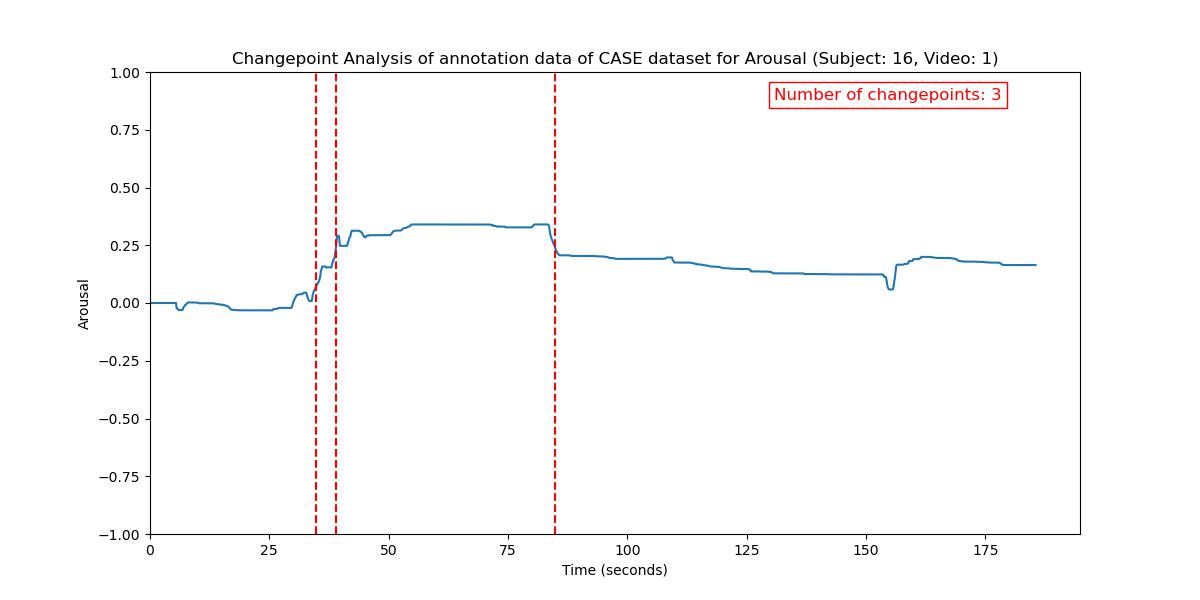 Changepoint Analysis of annotation data of CASE dataset for Arousal (Subject: 16, Video: 1)
Number of changepoints: 3
1.00
0.75
0.50
0.25
0.00
−0.25
−0.50
−0.75
−1.00
Arousal
0 25 50 75 100 125 150 175
Time (seconds)